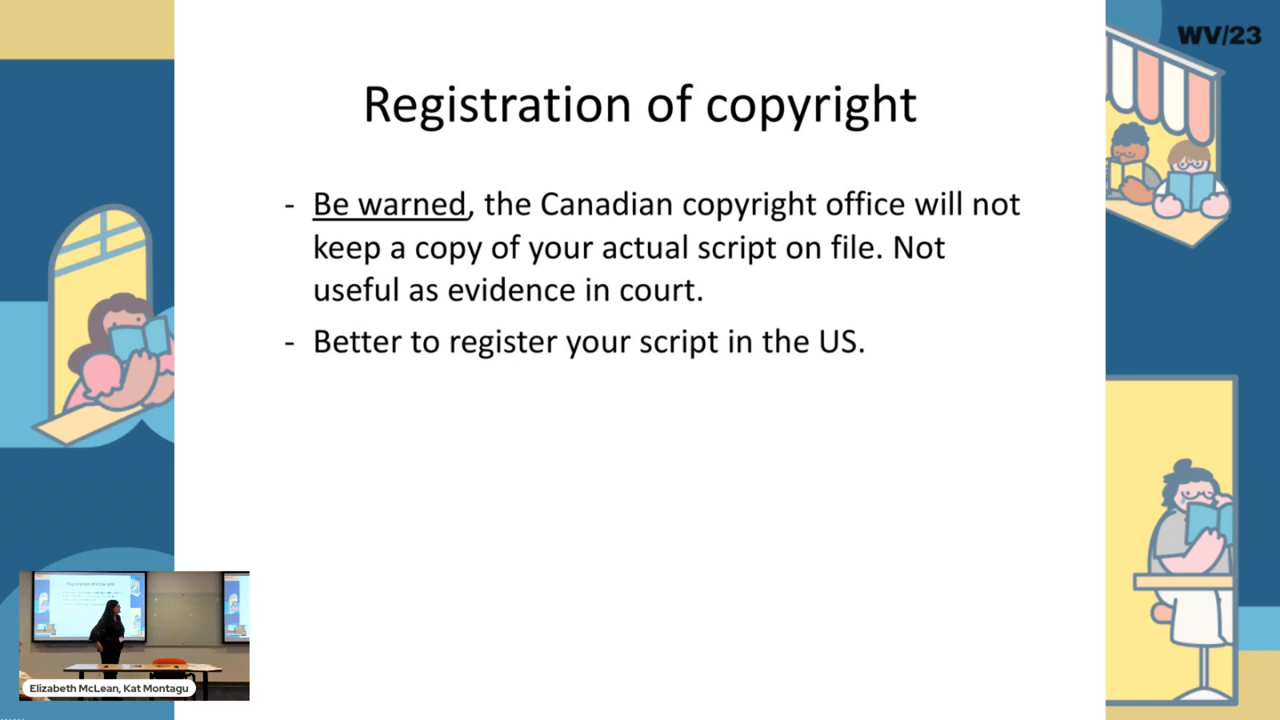 WV/23
Registration of copyright
- Be warned, the Canadian copyright office will not
keep a copy of your actual script on file. Not
useful as evidence in court.
- Better to register your script in the US.
Elizabeth McLean, Kat Montagu